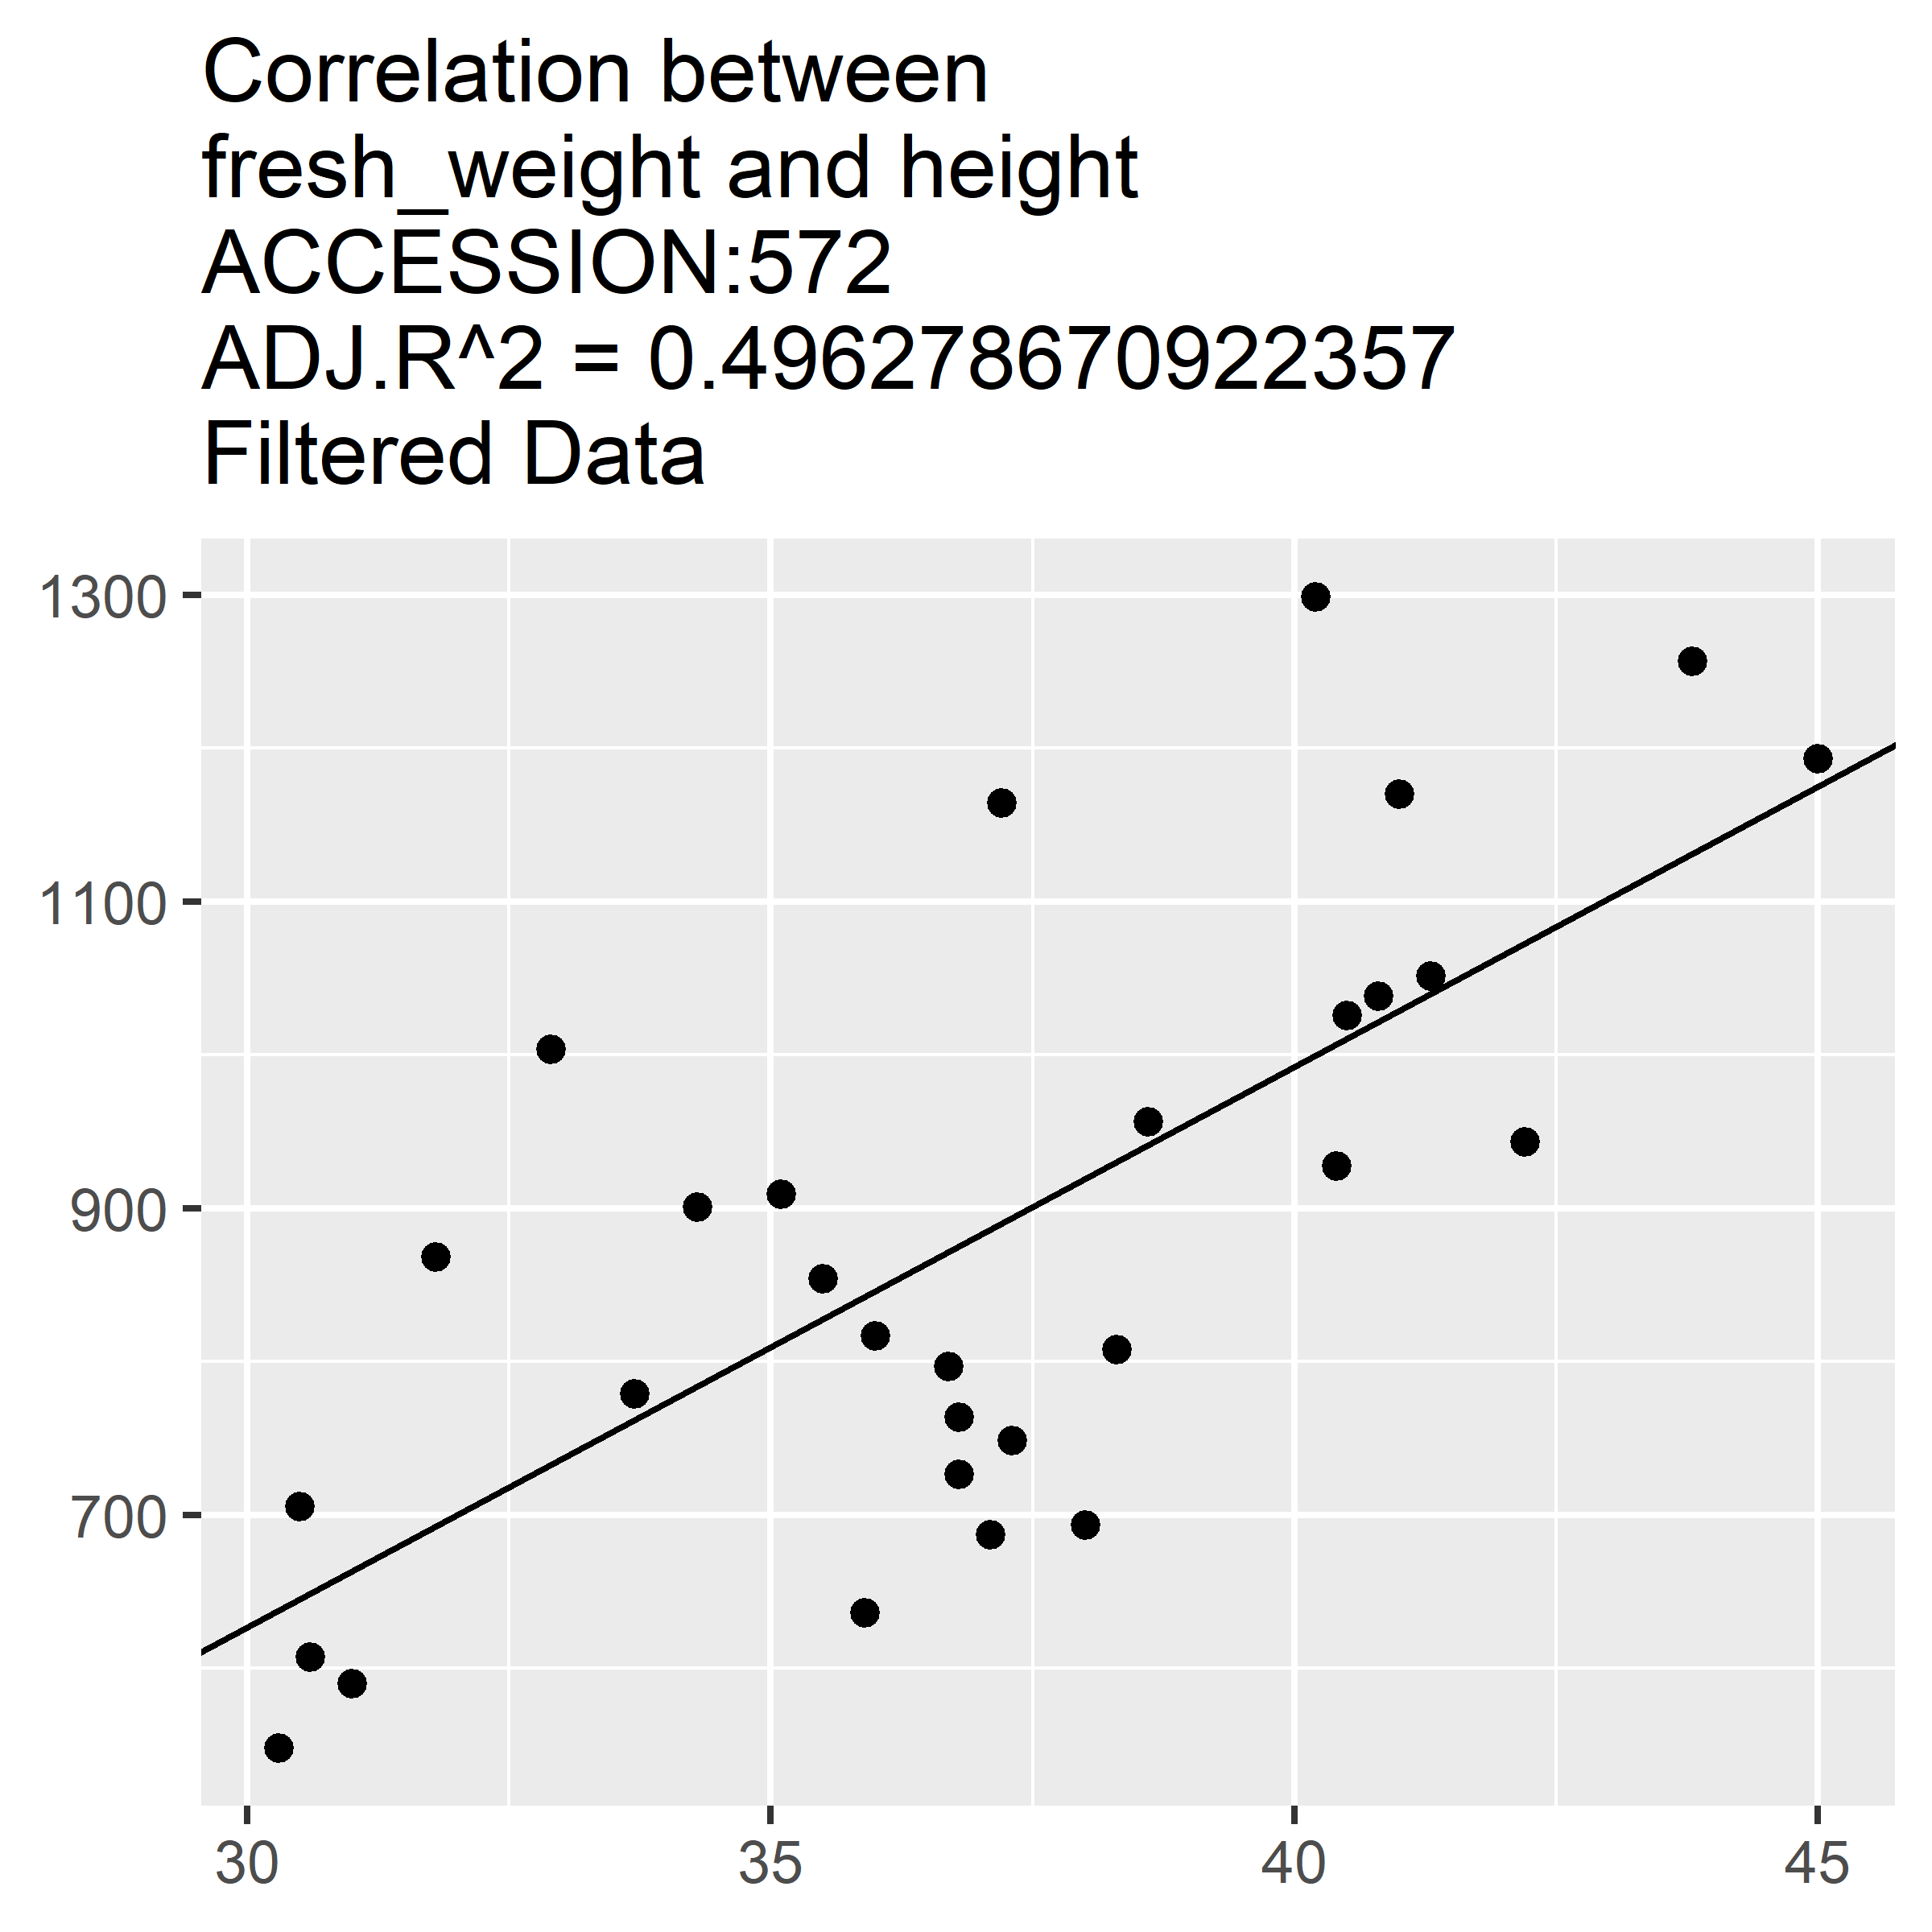 Correlation between
fresh_weight and height
ACCESSION:572
ADJ.R^2 = 0.496278670922357
Filtered Data
1300
1100
900
700
30 35 40 45